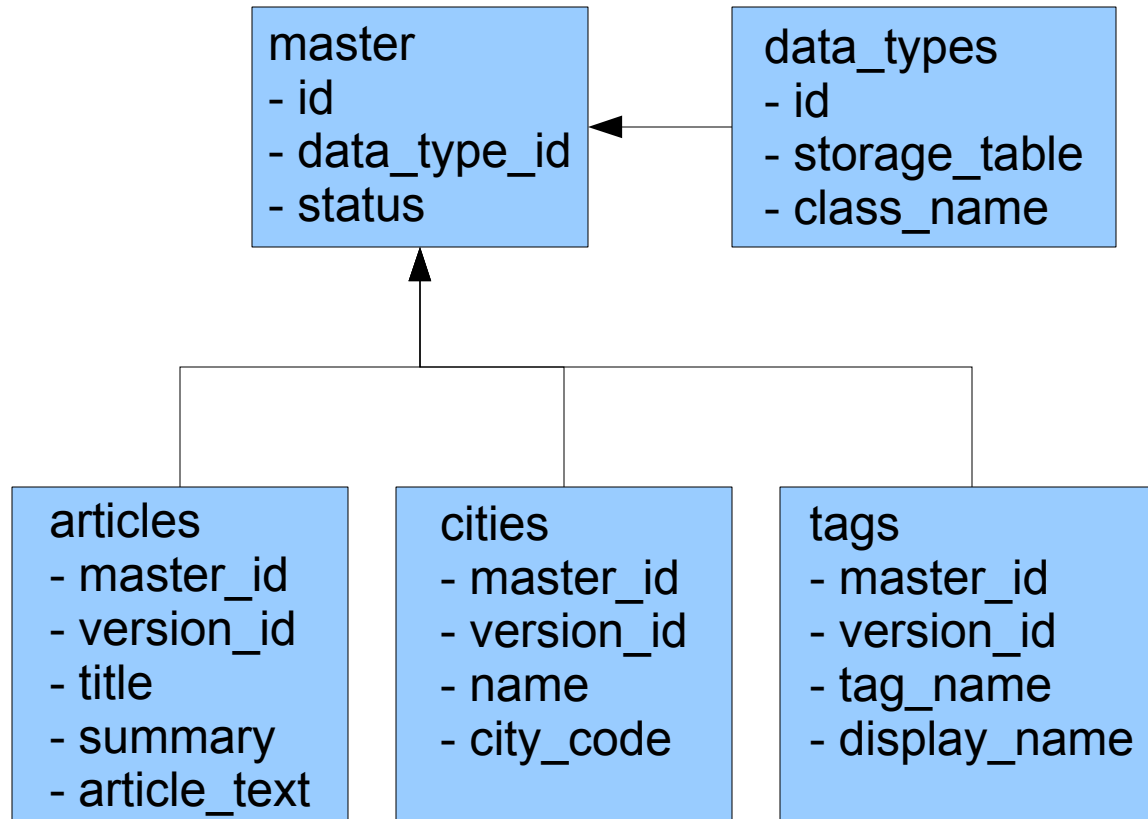 master
- id
- data_type_id
- status
data_types
- id
- storage_table
- class_name
articles
- master_id
- version_id
- title
- summary
- article_text
cities
- master_id
- version_id
- name
- city_code
tags
- master_id
- version_id
- tag_name
- display_name